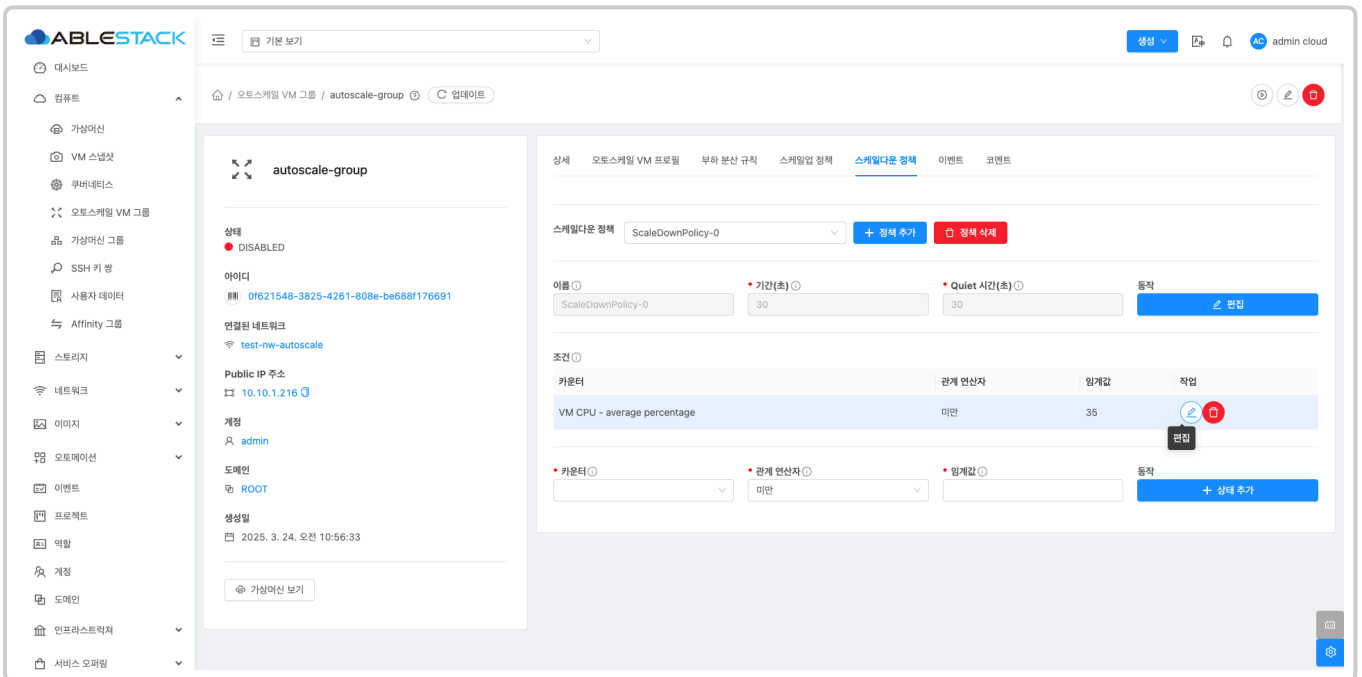 ABLESTACK
기본 보기
생성
AC admin cloud
대시보드
컴퓨트
가상머신
VM 스냅샷
쿠버네티스
오토스케일 VM 그룹
가상머신 그룹
SSH 키 쌍
사용자 데이터
Affinity 그룹
스토리지
네트워크
이미지
오토메이션
이벤트
프로젝트
역할
계정
도메인
인프라스트럭쳐
서비스 오퍼링
/ 오토스케일 VM 그룹 / autoscale-group 업데이트
autoscale-group
상태
DISABLED
아이디
0f621548-3825-4261-808e-be688f176691
연결된 네트워크
test-nw-autoscale
Public IP 주소
10.10.1.216
계정
admin
도메인
ROOT
생성일
2025. 3. 24. 오전 10:56:33
가상머신 보기
상세 오토스케일 VM 프로필 부하 분산 규칙 스케일업 정책 스케일다운 정책 이벤트 코멘트
스케일다운 정책 ScaleDownPolicy-0 + 정책 추가 정책 삭제
이름 * 기간(초) * Quiet 시간(초) 동작
ScaleDownPolicy-0 30 30 편집
조건
카운터 관계 연산자 임계값 작업
VM CPU - average percentage 미만 35
편집
* 카운터 * 관계 연산자 * 임계값 동작
미만 + 상태 추가